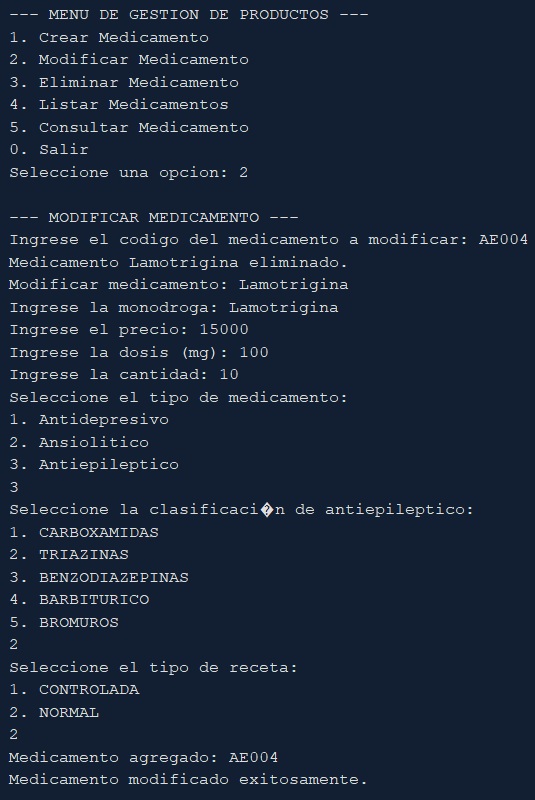 --- MENU DE GESTION DE PRODUCTOS ---
1. Crear Medicamento
2. Modificar Medicamento
3. Eliminar Medicamento
4. Listar Medicamentos
5. Consultar Medicamento
0. Salir
Seleccione una opcion: 2

--- MODIFICAR MEDICAMENTO ---
Ingrese el codigo del medicamento a modificar: AE004
Medicamento Lamotrigina eliminado.
Modificar medicamento: Lamotrigina
Ingrese la monodroga: Lamotrigina
Ingrese el precio: 15000
Ingrese la dosis (mg): 100
Ingrese la cantidad: 10
Seleccione el tipo de medicamento:
1. Antidepresivo
2. Ansiolitico
3. Antiepileptico
3
Seleccione la clasificaci�n de antiepileptico:
1. CARBOXAMIDAS
2. TRIAZINAS
3. BENZODIAZEPINAS
4. BARBITURICO
5. BROMUROS
2
Seleccione el tipo de receta:
1. CONTROLADA
2. NORMAL
2
Medicamento agregado: AE004
Medicamento modificado exitosamente.